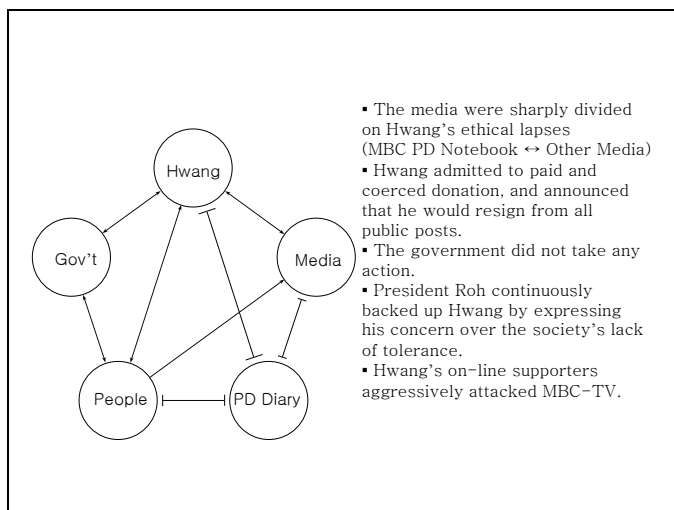 Hwang
Gov't
Media
People
PD Diary
▪ The media were sharply divided
on Hwang's ethical lapses
(MBC PD Notebook ↔ Other Media)
▪ Hwang admitted to paid and
coerced donation, and announced
that he would resign from all
public posts.
▪ The government did not take any
action.
▪ President Roh continuously
backed up Hwang by expressing
his concern over the society's lack
of tolerance.
▪ Hwang's on-line supporters
aggressively attacked MBC-TV.